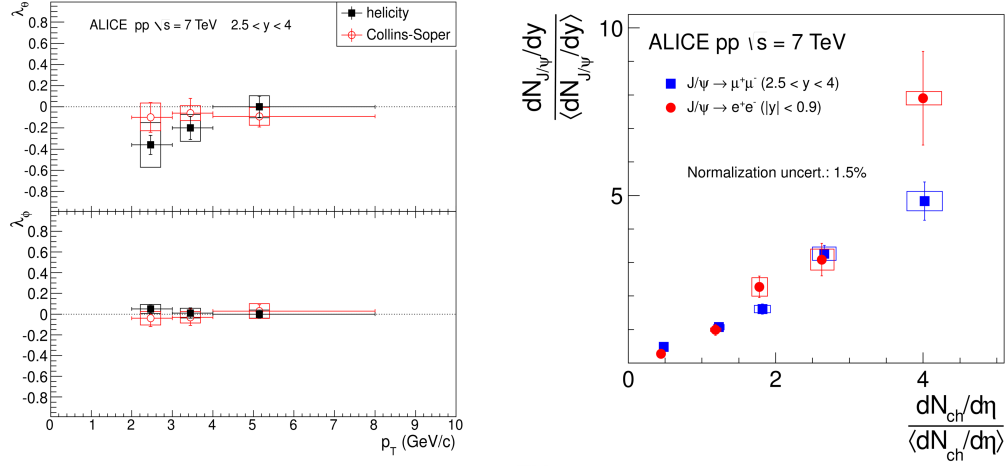 λθ
ALICE pp \s = 7 TeV 2.5 < y < 4
helicity
Collins-Soper
0.8
0.6
0.4
0.2
0
-0.2
-0.4
-0.6
-0.8
λφ
0.8
0.6
0.4
0.2
0
-0.2
-0.4
-0.6
-0.8
0 1 2 3 4 5 6 7 8 9 10
pT (GeV/c)
dNJ/ψ/dy
⟨dNJ/ψ/dy⟩
10
5
ALICE pp \s = 7 TeV
J/ψ → μ+μ- (2.5 < y < 4)
J/ψ → e+e- (|y| < 0.9)
Normalization uncert.: 1.5%
0 2 4
dNch/dη
⟨dNch/dη⟩